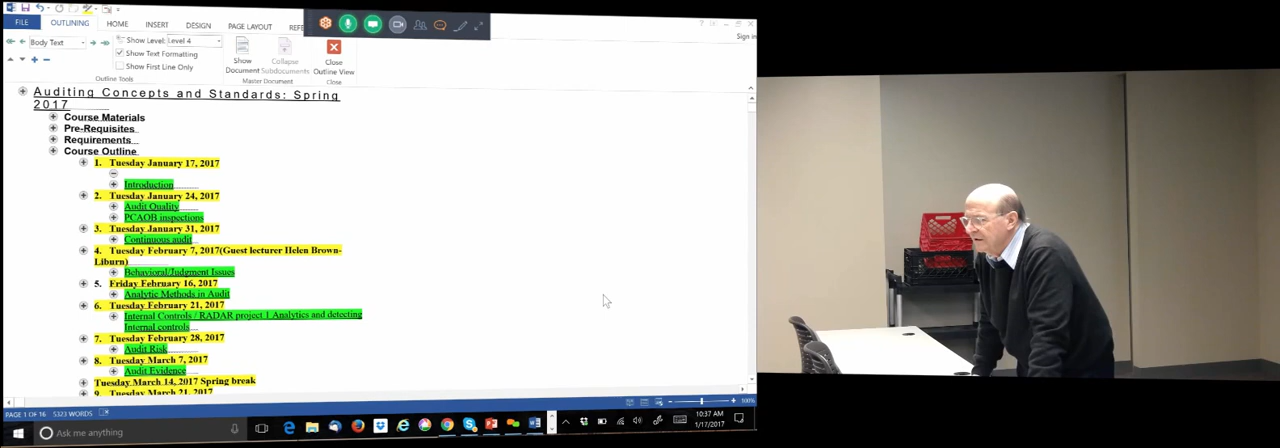 FILE OUTLINING HOME INSERT DESIGN PAGE LAYOUT REFE
Sign in
Body Text Show Level: Level 4
Show Text Formatting
Show First Line Only
Show Document
Collapse Subdocuments
Close Outline View
Outline Tools Master Document Close
Auditing Concepts and Standards: Spring
2017
Course Materials
Pre-Requisites
Requirements
Course Outline
1. Tuesday January 17, 2017
Introduction
2. Tuesday January 24, 2017
Audit Quality
PCAOB inspections
3. Tuesday January 31, 2017
Continuous audit
4. Tuesday February 7, 2017(Guest lecturer Helen Brown-
Liburn)
Behavioral/Judgment Issues
5. Friday February 16, 2017
Analytic Methods in Audit
6. Tuesday February 21, 2017
Internal Controls / RADAR project 1 Analytics and detecting
Internal controls
7. Tuesday February 28, 2017
Audit Risk
8. Tuesday March 7, 2017
Audit Evidence
Tuesday March 14, 2017 Spring break
9. Tuesday March 21, 2017
PAGE 1 OF 16 5323 WORDS 100%
Ask me anything
10:37 AM
1/17/2017